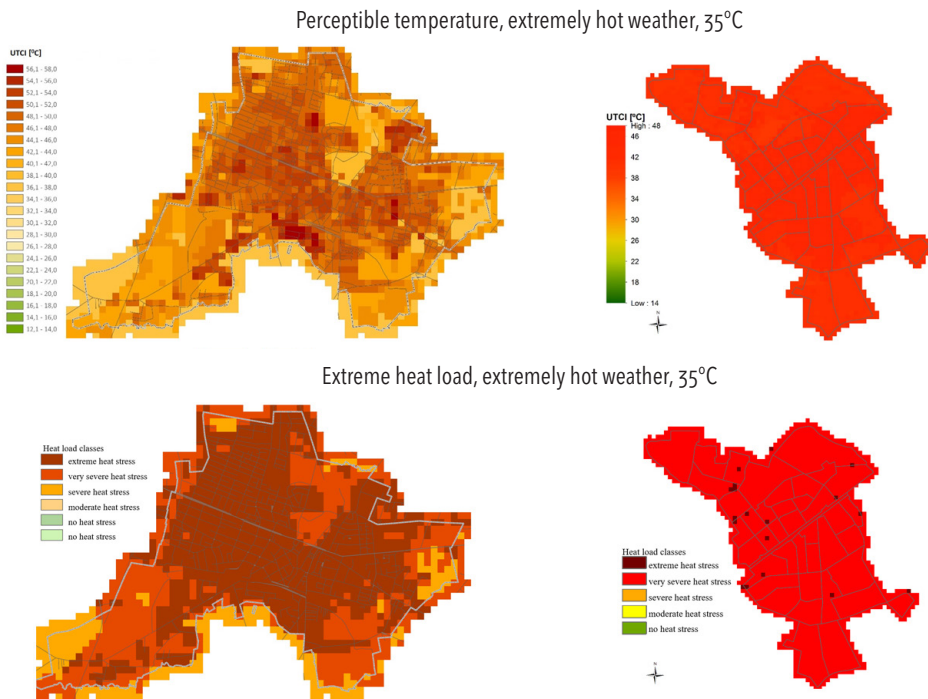 Perceptible temperature, extremely hot weather, 35°C
UTCI [°C]
56,1 - 58,0
54,1 - 56,0
52,1 - 54,0
50,1 - 52,0
48,1 - 50,0
46,1 - 48,0
44,1 - 46,0
42,1 - 44,0
40,1 - 42,0
38,1 - 40,0
36,1 - 38,0
34,1 - 36,0
32,1 - 34,0
30,1 - 32,0
28,1 - 30,0
26,1 - 28,0
24,1 - 26,0
22,1 - 24,0
20,1 - 22,0
18,1 - 20,0
16,1 - 18,0
14,1 - 16,0
12,1 - 14,0
UTCI [°C]
High : 48
46
42
38
34
30
26
22
18
Low : 14
N
Extreme heat load, extremely hot weather, 35°C
Heat load classes
extreme heat stress
very severe heat stress
severe heat stress
moderate heat stress
no heat stress
no heat stress
Heat load classes
extreme heat stress
very severe heat stress
severe heat stress
moderate heat stress
no heat stress
N